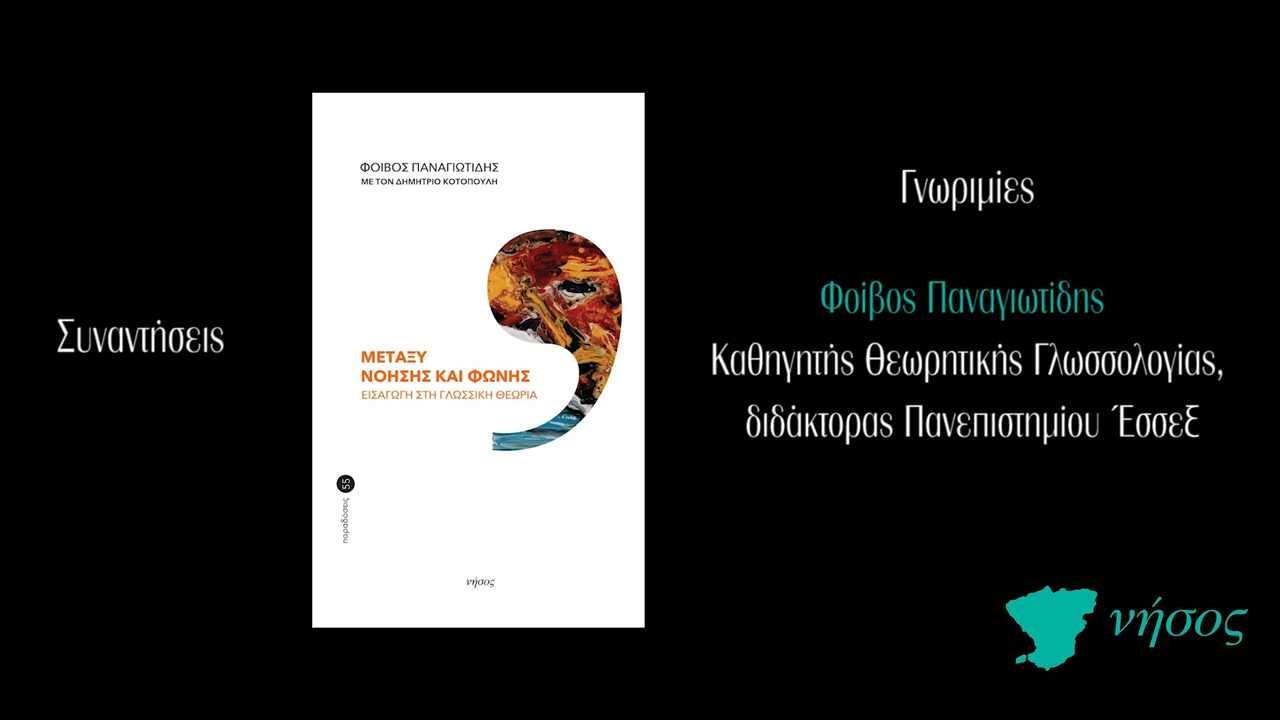 Συναντήσεις
ΦΟΙΒΟΣ ΠΑΝΑΓΙΩΤΙΔΗΣ
ΜΕ ΤΟΝ ΔΗΜΗΤΡΙΟ ΚΟΤΟΠΟΥΛΗ
ΜΕΤΑΞΥ
ΝΟΗΣΗΣ ΚΑΙ ΦΩΝΗΣ
ΕΙΣΑΓΩΓΗ ΣΤΗ ΓΛΩΣΣΙΚΗ ΘΕΩΡΙΑ
παραδόσεις 55
νήσος
Γνωριμίες
Φοίβος Παναγιωτίδης
Καθηγητής Θεωρητικής Γλωσσολογίας,
διδάκτορας Πανεπιστημίου Έσσεξ
νήσος